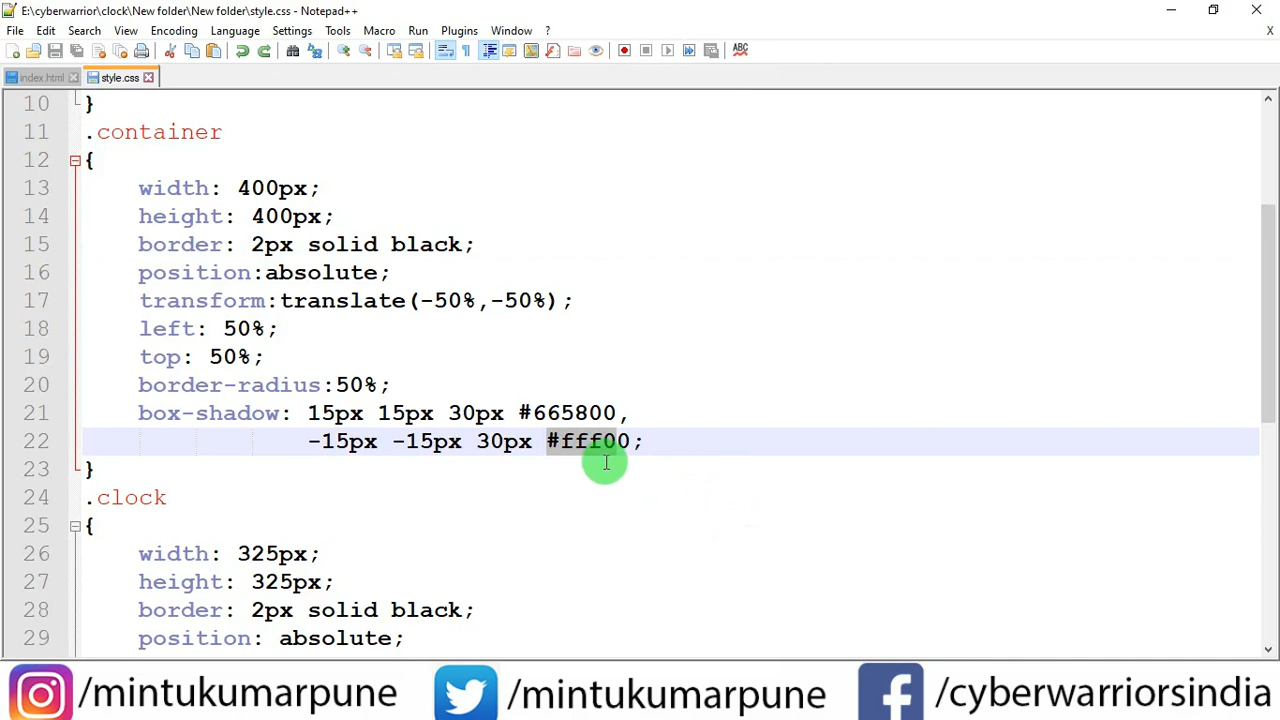 E:\cyberwarrior\clock\New folder\New folder\style.css - Notepad++
File Edit Search View Encoding Language Settings Tools Macro Run Plugins Window ? X
ABC
index.html style.css
10 }
11 .container
12 {
13 width: 400px;
14 height: 400px;
15 border: 2px solid black;
16 position:absolute;
17 transform:translate(-50%,-50%);
18 left: 50%;
19 top: 50%;
20 border-radius:50%;
21 box-shadow: 15px 15px 30px #665800,
22 -15px -15px 30px #fff00;
23 }
24 .clock
25 {
26 width: 325px;
27 height: 325px;
28 border: 2px solid black;
29 position: absolute;
/mintukumarpune /mintukumarpune /cyberwarriorsindia